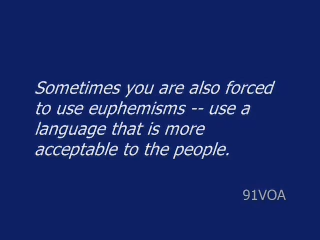 Sometimes you are also forced
to use euphemisms -- use a
language that is more
acceptable to the people.
91VOA